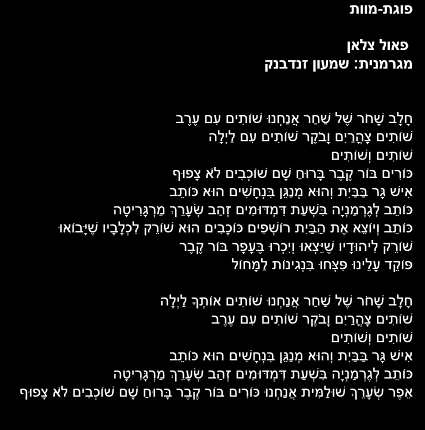 פוגת-מוות
פאול צלאן
מגרמנית: שמעון זנדבנק
חָלָב שָׁחֹר שֶׁל שַׁחַר אֲנַחְנוּ שׁוֹתִים עִם עֶרֶב
שׁוֹתִים צָהֳרַיִם וָבֹקֶר שׁוֹתִים עִם לַיְלָה
שׁוֹתִים וְשׁוֹתִים
כּוֹרִים בּוֹר קֶבֶר בָּרוּחַ שָׁם שׁוֹכְבִים לֹא צָפוּף
אִישׁ גָּר בַּבַּיִת וְהוּא מְנַגֵּן בִּנְחָשִׁים הוּא כּוֹתֵב
כּוֹתֵב לְגֶרְמַנְיָה בִּשְׁעַת דִּמְדּוּמִים זְהַב שְׂעָרֵךְ מַרְגָּרִיטָה
כּוֹתֵב וְיוֹצֵא אֶת הַבַּיִת רוֹשְׁפִים כּוֹכָבִים הוּא שׁוֹרֵק לִכְלָבָיו שֶׁיָּבוֹאוּ
שׁוֹרֵק לִיהוּדָיו שֶׁיֵּצְאוּ וְיִכְרוּ בֶּעָפָר בּוֹר קֶבֶר
פּוֹקֵד עָלֵינוּ פִּצְחוּ בִּנְגִינוֹת לַמָּחוֹל
חָלָב שָׁחֹר שֶׁל שַׁחַר אֲנַחְנוּ שׁוֹתִים אוֹתְךָ לַיְלָה
שׁוֹתִים צָהֳרַיִם וָבֹקֶר שׁוֹתִים עִם עֶרֶב
שׁוֹתִים וְשׁוֹתִים
אִישׁ גָּר בַּבַּיִת וְהוּא מְנַגֵּן בִּנְחָשִׁים הוּא כּוֹתֵב
כּוֹתֵב לְגֶרְמַנְיָה בִּשְׁעַת דִּמְדּוּמִים זְהַב שְׂעָרֵךְ מַרְגָּרִיטָה
אֵפֶר שְׂעָרֵךְ שׁוּלַמִּית אֲנַחְנוּ כּוֹרִים בּוֹר קֶבֶר בָּרוּחַ שָׁם שׁוֹכְבִים לֹא צָפוּף